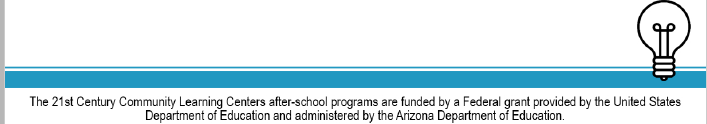 The 21st Century Community Learning Centers after-school programs are funded by a Federal grant provided by the United States
Department of Education and administered by the Arizona Department of Education.